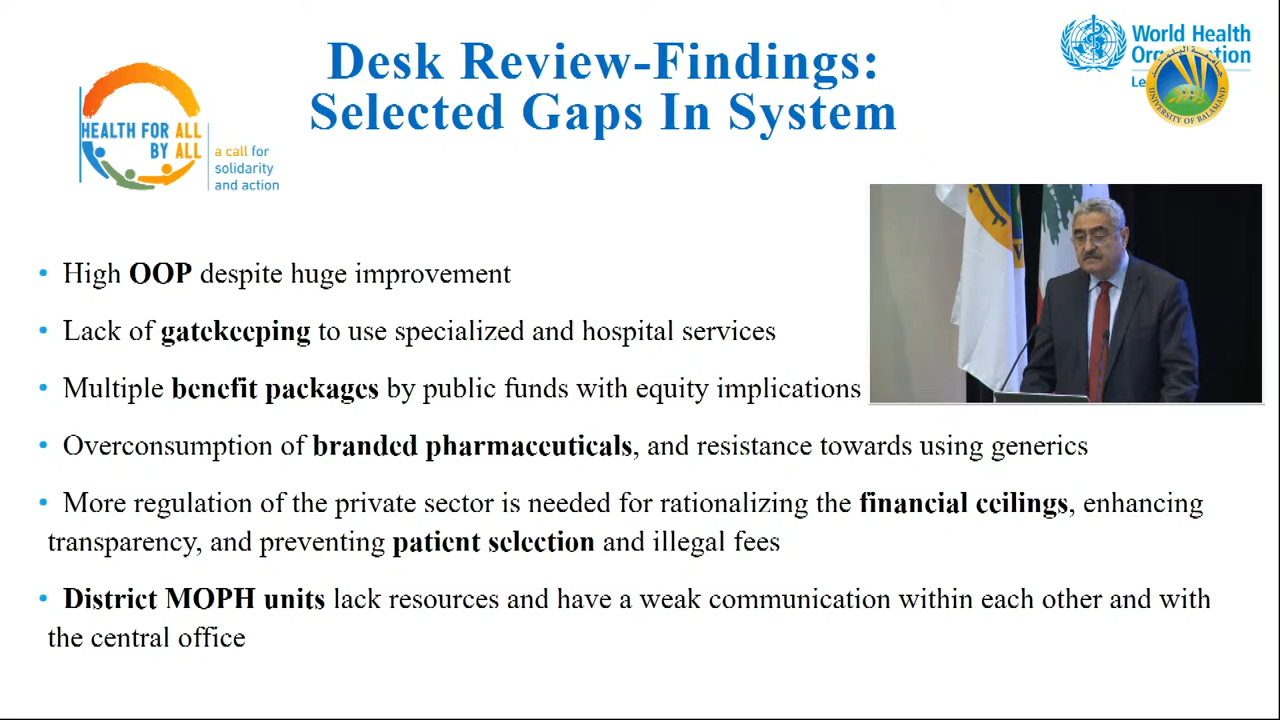 Desk Review-Findings:
Selected Gaps In System
World Health
Organization
Le
UNIVERSITY OF BALAMAND
HEALTH FOR ALL
BY ALL
a call for
solidarity
and action
• High OOP despite huge improvement
• Lack of gatekeeping to use specialized and hospital services
• Multiple benefit packages by public funds with equity implications
• Overconsumption of branded pharmaceuticals, and resistance towards using generics
• More regulation of the private sector is needed for rationalizing the financial ceilings, enhancing
transparency, and preventing patient selection and illegal fees
• District MOPH units lack resources and have a weak communication within each other and with
the central office